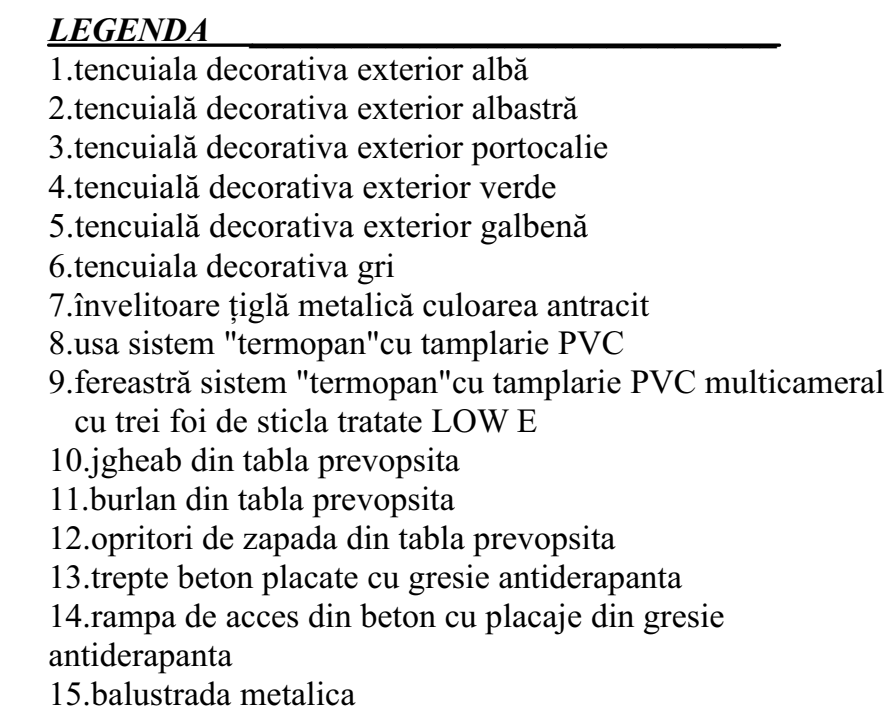 LEGENDA
1.tencuiala decorativa exterior albă
2.tencuială decorativa exterior albastră
3.tencuială decorativa exterior portocalie
4.tencuială decorativa exterior verde
5.tencuială decorativa exterior galbenă
6.tencuiala decorativa gri
7.învelitoare țiglă metalică culoarea antracit
8.usa sistem "termopan"cu tamplarie PVC
9.fereastră sistem "termopan"cu tamplarie PVC multicameral
cu trei foi de sticla tratate LOW E
10.jgheab din tabla prevopsita
11.burlan din tabla prevopsita
12.opritori de zapada din tabla prevopsita
13.trepte beton placate cu gresie antiderapanta
14.rampa de acces din beton cu placaje din gresie
antiderapanta
15.balustrada metalica